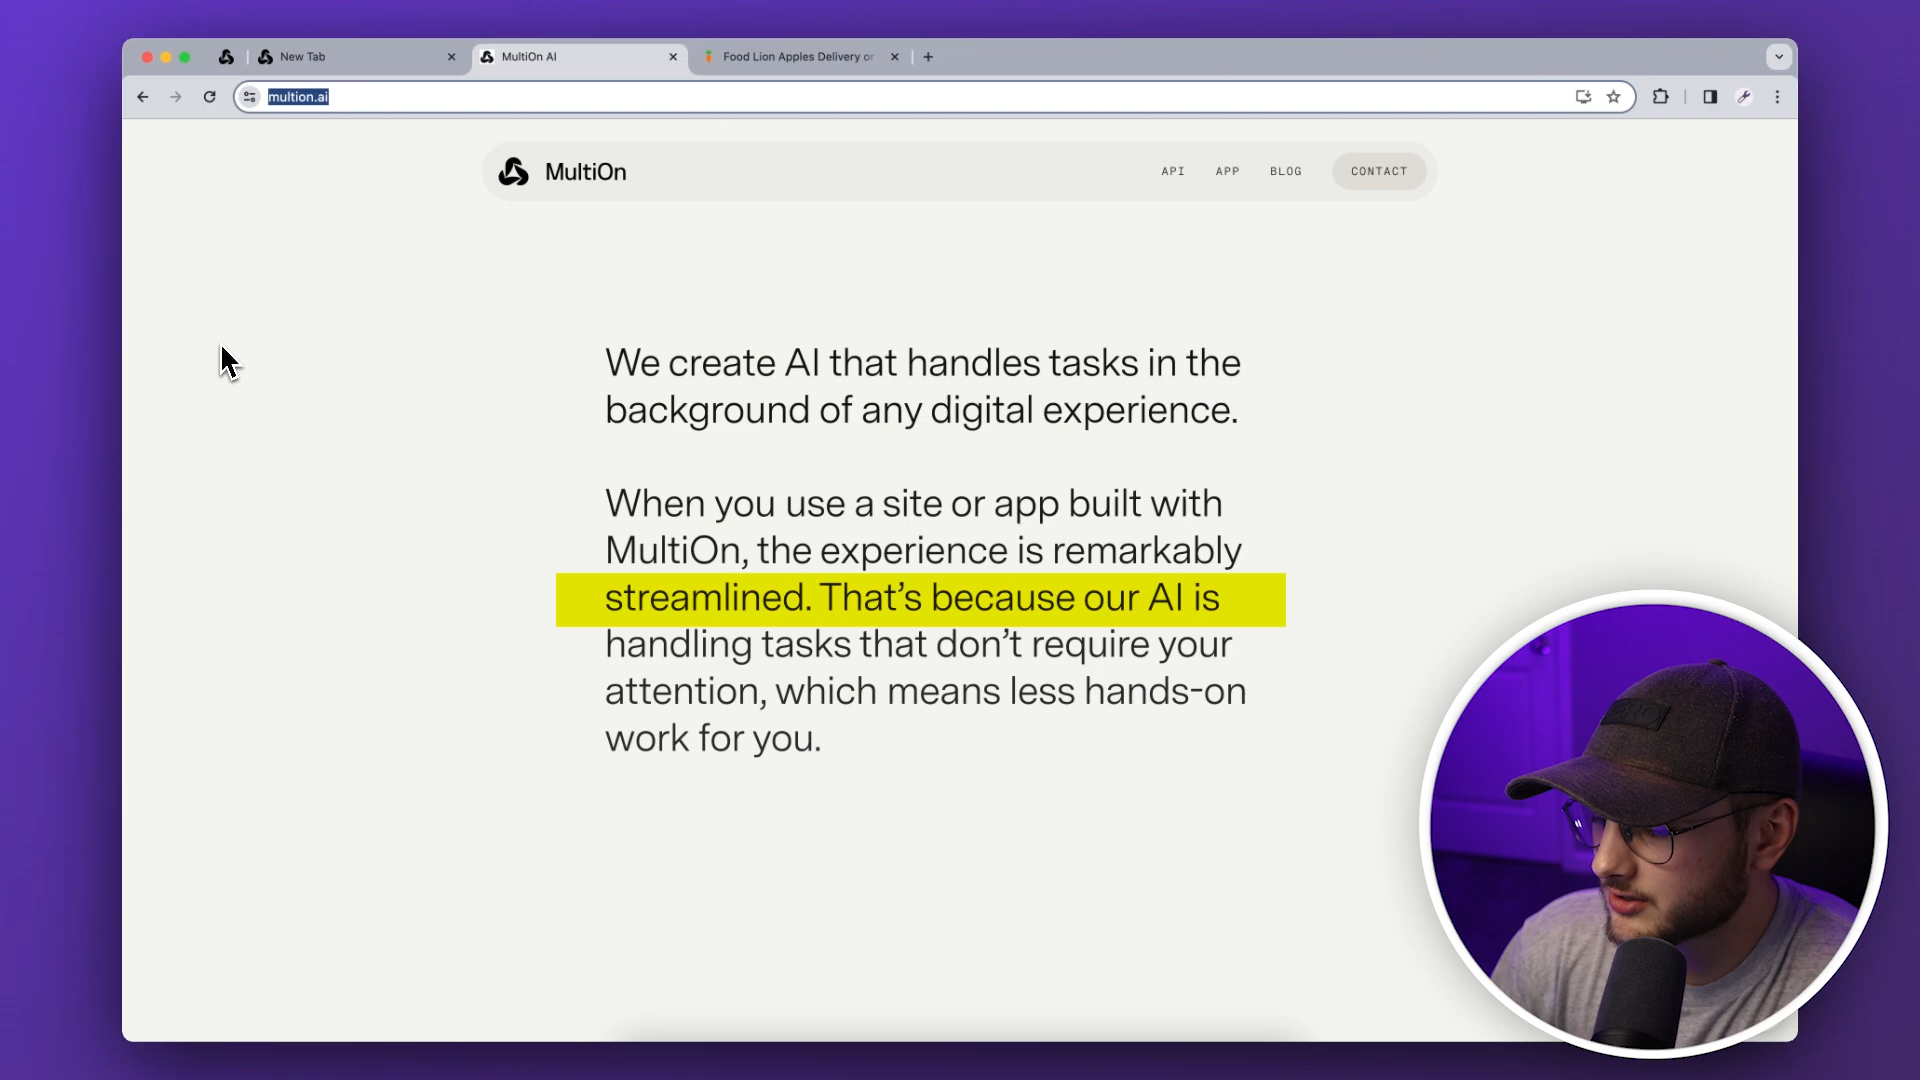 New Tab
MultiOn AI
Food Lion Apples Delivery or
multion.ai
MultiOn
API
APP
BLOG
CONTACT
We create AI that handles tasks in the
background of any digital experience.
When you use a site or app built with
MultiOn, the experience is remarkably
streamlined. That’s because our AI is
handling tasks that don’t require your
attention, which means less hands-on
work for you.